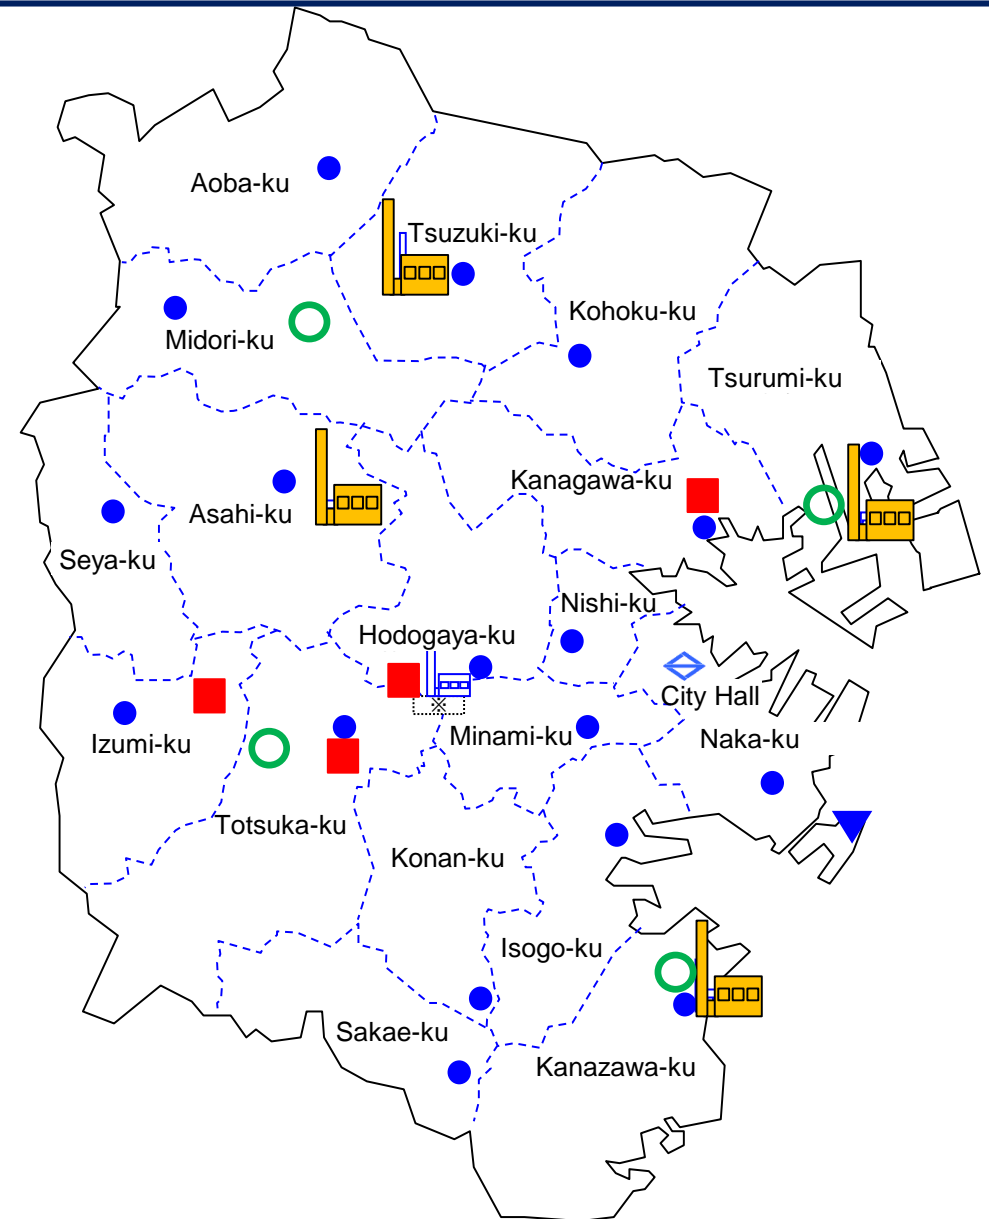 Aoba-ku
Tsuzuki-ku
Kohoku-ku
Midori-ku
Tsurumi-ku
Kanagawa-ku
Asahi-ku
Seya-ku
Nishi-ku
Hodogaya-ku
City Hall
Izumi-ku
Minami-ku
Naka-ku
※
Totsuka-ku
Konan-ku
Isogo-ku
Sakae-ku
Kanazawa-ku